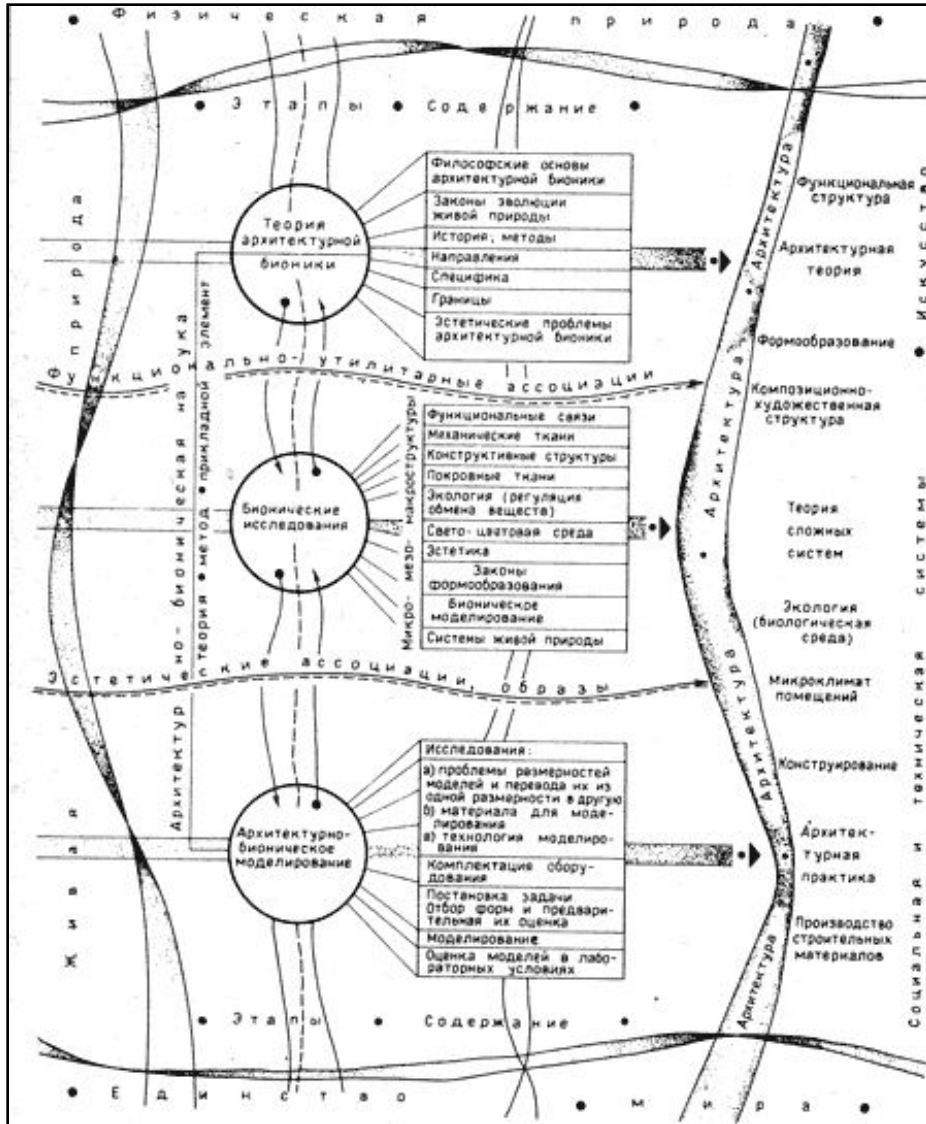 Физическая природа
Этапы • Содержание
Живая природа
Архитектурно-бионическая наука
теория • метод • прикладной элемент
Теория
архитектурной
бионики
Философские основы
архитектурной бионики
Законы эволюции
живой природы
История, методы
Направления
Специфика
Границы
Эстетические проблемы
архитектурной бионики
Функционально-утилитарные ассоциации
Бионические
исследования
Микро-мезо-макроструктуры
Функциональные связи
Механические ткани
Конструктивные структуры
Покровные ткани
Экология (регуляция
обмена веществ)
Свето-цветовая среда
Эстетика
Законы
формообразования
Бионическое
моделирование
Системы живой природы
Эстетические ассоциации, образы
Архитектурно-
бионическое
моделирование
Исследования:
а) проблемы размерностей
моделей и перевода их из
одной размерности в другую
б) материала для моде-
лирования
в) технология моделиро-
вания
Комплектация обору-
дования
Постановка задачи
Отбор форм и предвари-
тельная их оценка
Моделирование
Оценка моделей в лабо-
раторных условиях
Архитектура
Архитектура
Архитектура
Архитектура
Функциональная
структура
Архитектурная
теория
Формообразование
Композиционно-
художественная
структура
Теория
сложных
систем
Экология
(биологическая
среда)
Микроклимат
помещений
Конструирование
Архитек-
турная
практика
Производство
строительных
материалов
Социальная и техническая системы • Искусство
Этапы • Содержание
Единство • мира